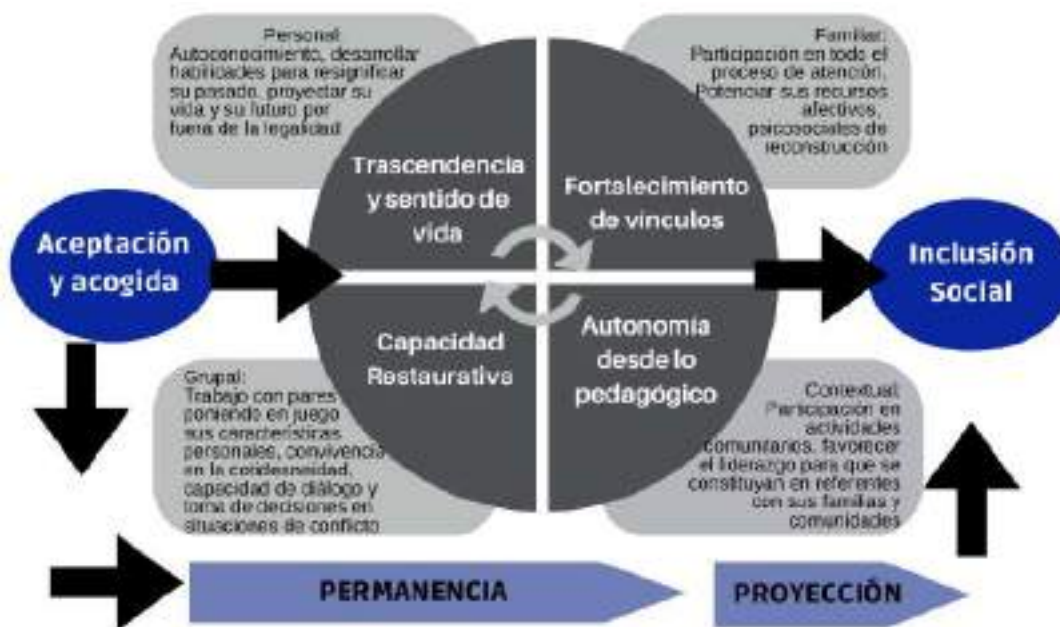 Personal:
Autoconocimiento, desarrollar
habilidades para resignificar
su pasado, proyectar su
vida y su futuro por
fuera de la legalidad
Familiar:
Participación en todo el
proceso de atención,
Potenciar sus recursos
afectivos,
psicosociales de
reconstrucción
Trascendencia
y sentido de
vida
Fortalecimiento
de vínculos
Aceptación
y acogida
Inclusión
Social
Capacidad
Restaurativa
Autonomía
desde lo
pedagógico
Grupal:
Trabajo con pares
poniendo en juego
sus características
personales, convivencia
en la
capacidad de diálogo y
toma de decisiones en
situaciones de conflicto
Contextual:
Participación en
actividades
comunitarios, favorecer
el liderazgo para que se
constituyan en referentes
con sus familias y
comunidades
PERMANENCIA
PROYECCIÓN